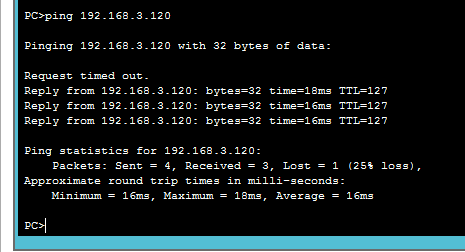 PC>ping 192.168.3.120
Pinging 192.168.3.120 with 32 bytes of data:
Request timed out.
Reply from 192.168.3.120: bytes=32 time=18ms TTL=127
Reply from 192.168.3.120: bytes=32 time=16ms TTL=127
Reply from 192.168.3.120: bytes=32 time=16ms TTL=127
Ping statistics for 192.168.3.120:
Packets: Sent = 4, Received = 3, Lost = 1 (25% loss),
Approximate round trip times in milli-seconds:
Minimum = 16ms, Maximum = 18ms, Average = 16ms
PC>